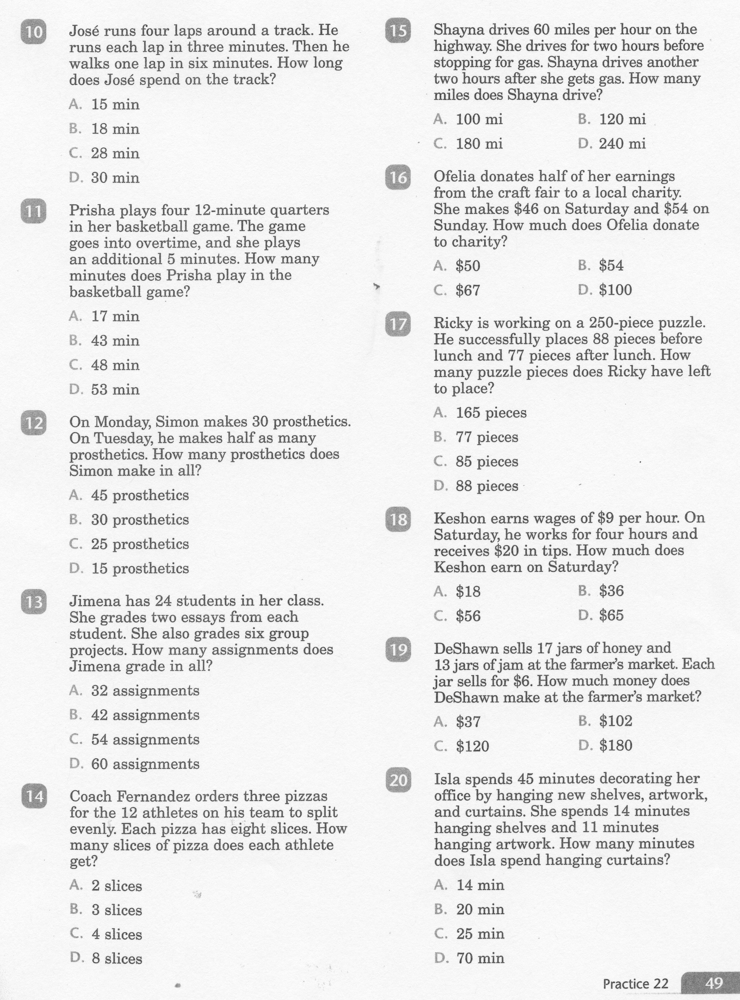 10
José runs four laps around a track. He
runs each lap in three minutes. Then he
walks one lap in six minutes. How long
does José spend on the track?
A. 15 min
B. 18 min
C. 28 min
D. 30 min
11
Prisha plays four 12-minute quarters
in her basketball game. The game
goes into overtime, and she plays
an additional 5 minutes. How many
minutes does Prisha play in the
basketball game?
A. 17 min
B. 43 min
C. 48 min
D. 53 min
12
On Monday, Simon makes 30 prosthetics.
On Tuesday, he makes half as many
prosthetics. How many prosthetics does
Simon make in all?
A. 45 prosthetics
B. 30 prosthetics
C. 25 prosthetics
D. 15 prosthetics
13
Jimena has 24 students in her class.
She grades two essays from each
student. She also grades six group
projects. How many assignments does
Jimena grade in all?
A. 32 assignments
B. 42 assignments
C. 54 assignments
D. 60 assignments
14
Coach Fernandez orders three pizzas
for the 12 athletes on his team to split
evenly. Each pizza has eight slices. How
many slices of pizza does each athlete
get?
A. 2 slices
B. 3 slices
C. 4 slices
D. 8 slices
15
Shayna drives 60 miles per hour on the
highway. She drives for two hours before
stopping for gas. Shayna drives another
two hours after she gets gas. How many
miles does Shayna drive?
A. 100 mi B. 120 mi
C. 180 mi D. 240 mi
16
Ofelia donates half of her earnings
from the craft fair to a local charity.
She makes $46 on Saturday and $54 on
Sunday. How much does Ofelia donate
to charity?
A. $50 B. $54
C. $67 D. $100
17
Ricky is working on a 250-piece puzzle.
He successfully places 88 pieces before
lunch and 77 pieces after lunch. How
many puzzle pieces does Ricky have left
to place?
A. 165 pieces
B. 77 pieces
C. 85 pieces
D. 88 pieces
18
Keshon earns wages of $9 per hour. On
Saturday, he works for four hours and
receives $20 in tips. How much does
Keshon earn on Saturday?
A. $18 B. $36
C. $56 D. $65
19
DeShawn sells 17 jars of honey and
13 jars of jam at the farmer's market. Each
jar sells for $6. How much money does
DeShawn make at the farmer's market?
A. $37 B. $102
C. $120 D. $180
20
Isla spends 45 minutes decorating her
office by hanging new shelves, artwork,
and curtains. She spends 14 minutes
hanging shelves and 11 minutes
hanging artwork. How many minutes
does Isla spend hanging curtains?
A. 14 min
B. 20 min
C. 25 min
D. 70 min
Practice 22 49